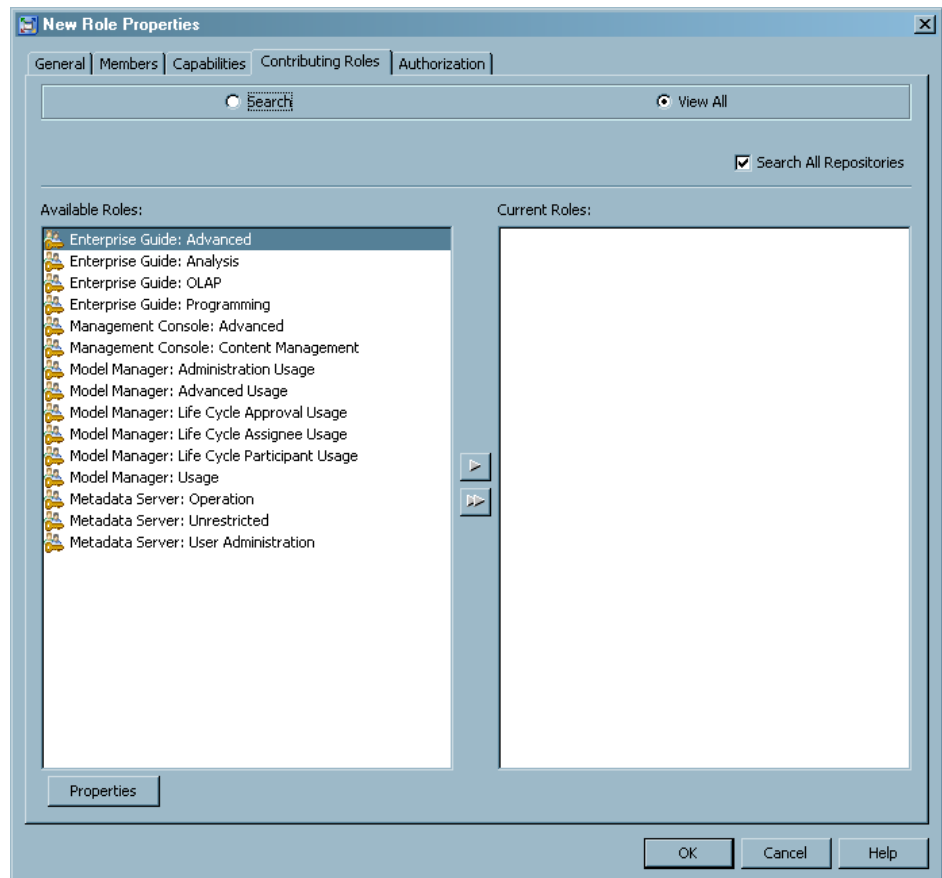 New Role Properties
General Members Capabilities Contributing Roles Authorization
Search View All
Search All Repositories
Available Roles: Current Roles:
Enterprise Guide: Advanced
Enterprise Guide: Analysis
Enterprise Guide: OLAP
Enterprise Guide: Programming
Management Console: Advanced
Management Console: Content Management
Model Manager: Administration Usage
Model Manager: Advanced Usage
Model Manager: Life Cycle Approval Usage
Model Manager: Life Cycle Assignee Usage
Model Manager: Life Cycle Participant Usage
Model Manager: Usage
Metadata Server: Operation
Metadata Server: Unrestricted
Metadata Server: User Administration
Properties
OK Cancel Help